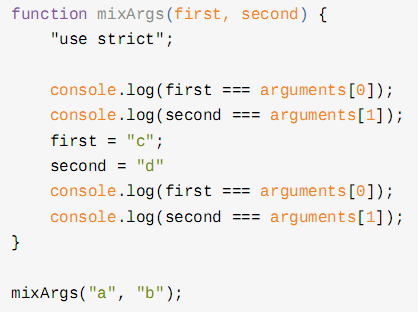 function mixArgs(first, second) {
    "use strict";

    console.log(first === arguments[0]);
    console.log(second === arguments[1]);
    first = "c";
    second = "d"
    console.log(first === arguments[0]);
    console.log(second === arguments[1]);
}

mixArgs("a", "b");